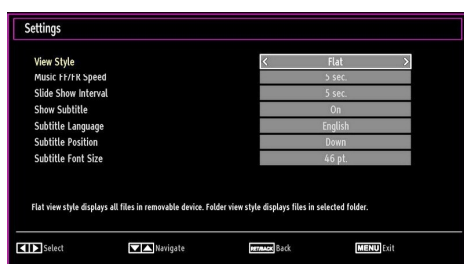 Settings
View Style < Flat >
Music FF/FR Speed 5 sec.
Slide Show Interval 5 sec.
Show Subtitle On
Subtitle Language English
Subtitle Position Down
Subtitle Font Size 46 pt.
Flat view style displays all files in removable device. Folder view style displays files in selected folder.
Select Navigate RET/BACK Back MENU Exit